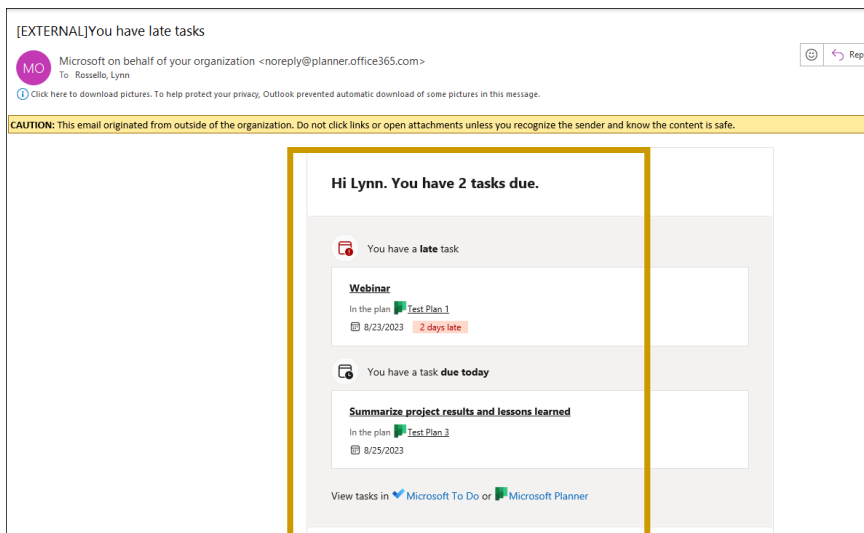 [EXTERNAL]You have late tasks
MO
Microsoft on behalf of your organization <noreply@planner.office365.com>
To Rossello, Lynn
Click here to download pictures. To help protect your privacy, Outlook prevented automatic download of some pictures in this message.
Rep
CAUTION: This email originated from outside of the organization. Do not click links or open attachments unless you recognize the sender and know the content is safe.
Hi Lynn. You have 2 tasks due.
You have a late task
Webinar
In the plan Test Plan 1
8/23/2023 2 days late
You have a task due today
Summarize project results and lessons learned
In the plan Test Plan 3
8/25/2023
View tasks in Microsoft To Do or Microsoft Planner